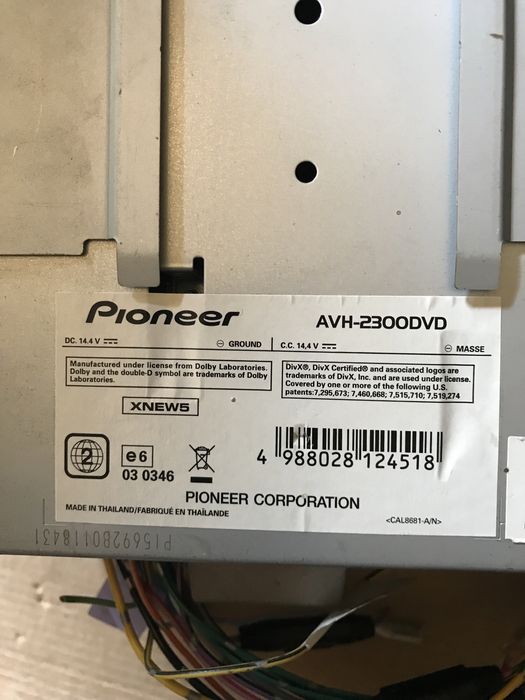 Pioneer
AVH-2300DVD
DC. 14.4 V
GROUND
C.C. 14,4 V
MASSE
Manufactured under license from Dolby Laboratories.
Dolby and the double-D symbol are trademarks of Dolby
Laboratories.
DivX®, DivX Certified® and associated logos are
trademarks of DivX, Inc. and are used under license.
Covered by one or more of the following U.S.
patents:7,295,673; 7,460,668; 7,515,710; 7,519,274
XNEW5
2
e6
03 0346
4 988028 124518
PIONEER CORPORATION
MADE IN THAILAND/FABRIQUÉ EN THAÏLANDE
<CAL8681-A/N>
PI5692B0118431